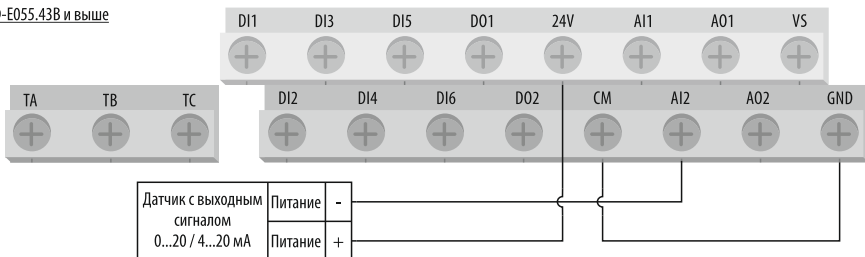 -E055.43В и выше
DI1 DI3 DI5 DO1 24V AI1 AO1 VS
TA TB TC DI2 DI4 DI6 DO2 CM AI2 AO2 GND
Датчик с выходным Питание -
сигналом
0...20 / 4...20 мА Питание +